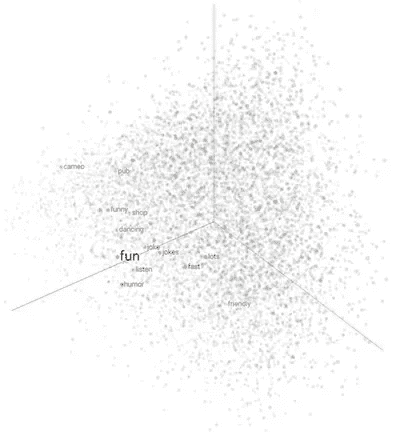 cameo
pub
funny
shop
dancing
joke
jokes
fun
lots
fast
listen
humor
friendly